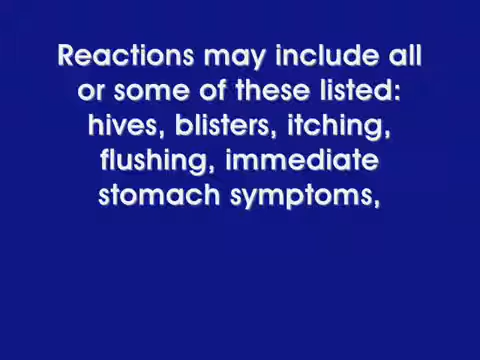 Reactions may include all
or some of these listed:
hives, blisters, itching,
flushing, immediate
stomach symptoms,